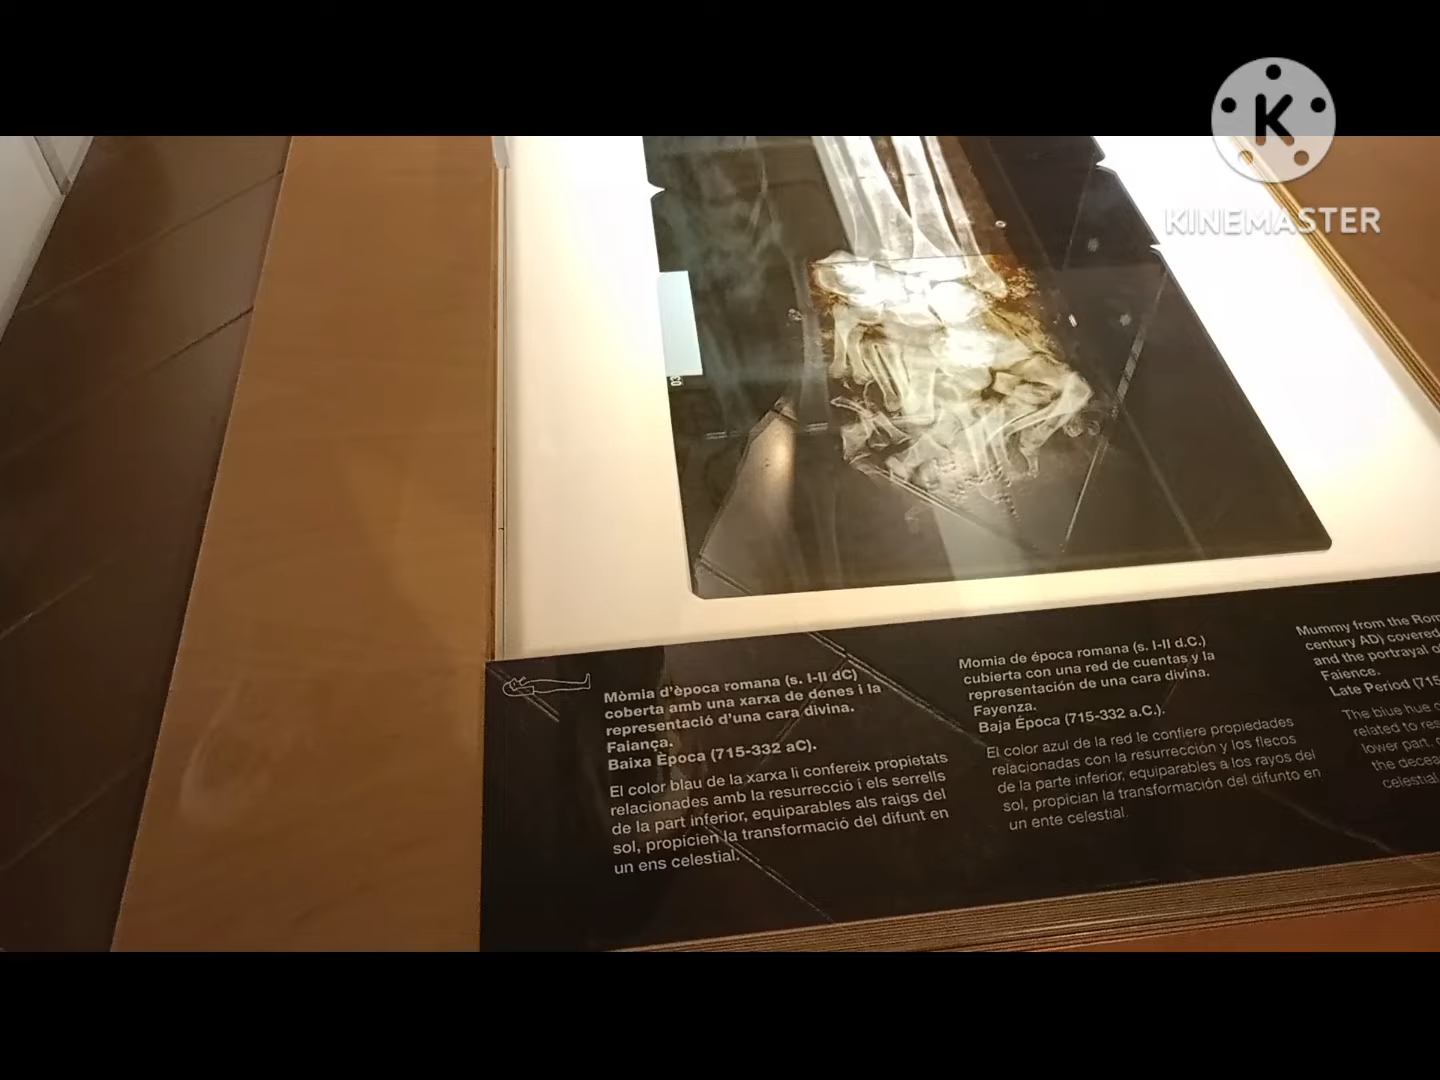 K
KINEMASTER
03
Mòmia d'època romana (s. I-II dC)
coberta amb una xarxa de denes i la
representació d'una cara divina.
Faiança.
Baixa Època (715-332 aC).
El color blau de la xarxa li confereix propietats
relacionades amb la resurrecció i els serrells
de la part inferior, equiparables als raigs del
sol, propicien la transformació del difunt en
un ens celestial.
Momia de época romana (s. I-II d.C.)
cubierta con una red de cuentas y la
representación de una cara divina.
Fayenza.
Baja Época (715-332 a.C.).
El color azul de la red le confiere propiedades
relacionadas con la resurrección y los flecos
de la parte inferior, equiparables a los rayos del
sol, propician la transformación del difunto en
un ente celestial.
Mummy from the Rom
century AD) covered
and the portrayal of
Faience.
Late Period (715
The blue hue o
related to res
lower part,
the decea
celestial